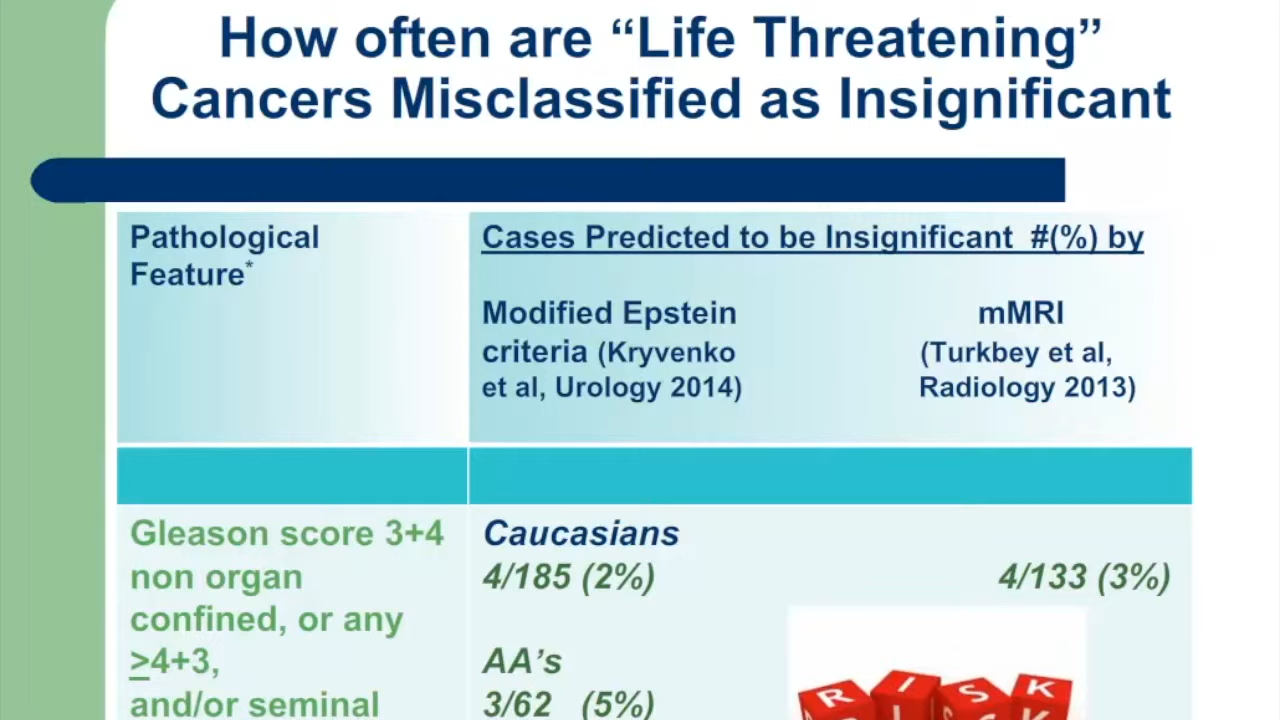 How often are “Life Threatening”
Cancers Misclassified as Insignificant
Pathological
Feature*
Cases Predicted to be Insignificant #(%) by
Modified Epstein
criteria (Kryvenko
et al, Urology 2014)
mMRI
(Turkbey et al,
Radiology 2013)
Gleason score 3+4
non organ
confined, or any
≥4+3,
and/or seminal
Caucasians
4/185 (2%)
4/133 (3%)
AA’s
3/62 (5%)
R I S K